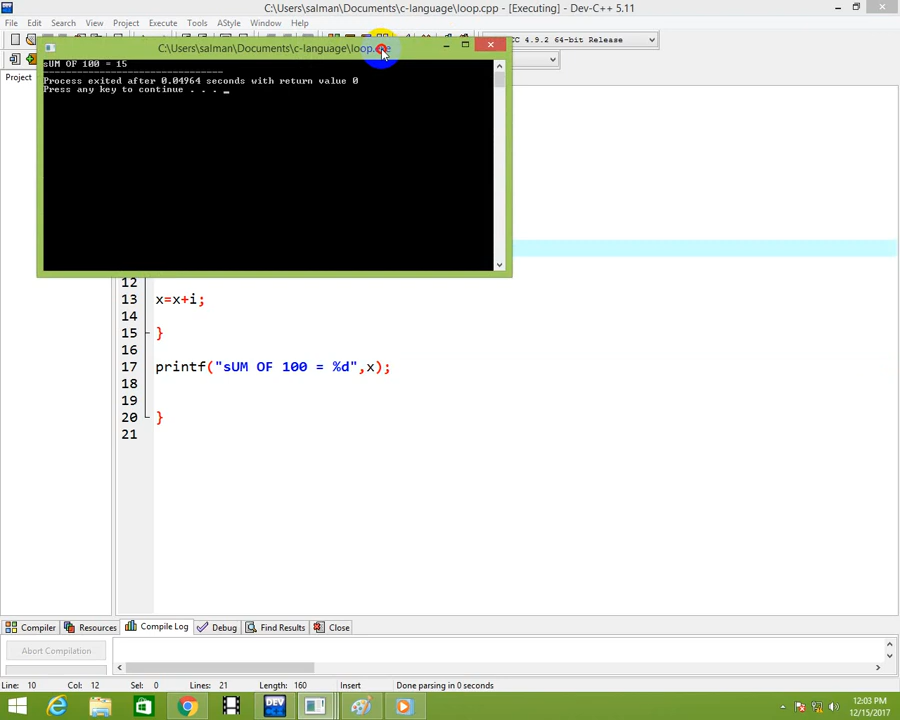 C:\Users\salman\Documents\c-language\loop.cpp - [Executing] - Dev-C++ 5.11
File Edit Search View Project Execute Tools AStyle Window Help
C:\Users\salman\Documents\c-language\loop.exe
CC 4.9.2 64-bit Release
Project
sUM OF 100 = 15
--------------------------------
Process exited after 0.04964 seconds with return value 0
Press any key to continue . . . _
12
13 x=x+i;
14
15 }
16
17 printf("sUM OF 100 = %d",x);
18
19
20 }
21
Compiler Resources Compile Log Debug Find Results Close
Abort Compilation
Line: 10 Col: 12 Sel: 0 Lines: 21 Length: 160 Insert Done parsing in 0 seconds
DEV
12:03 PM
12/15/2017